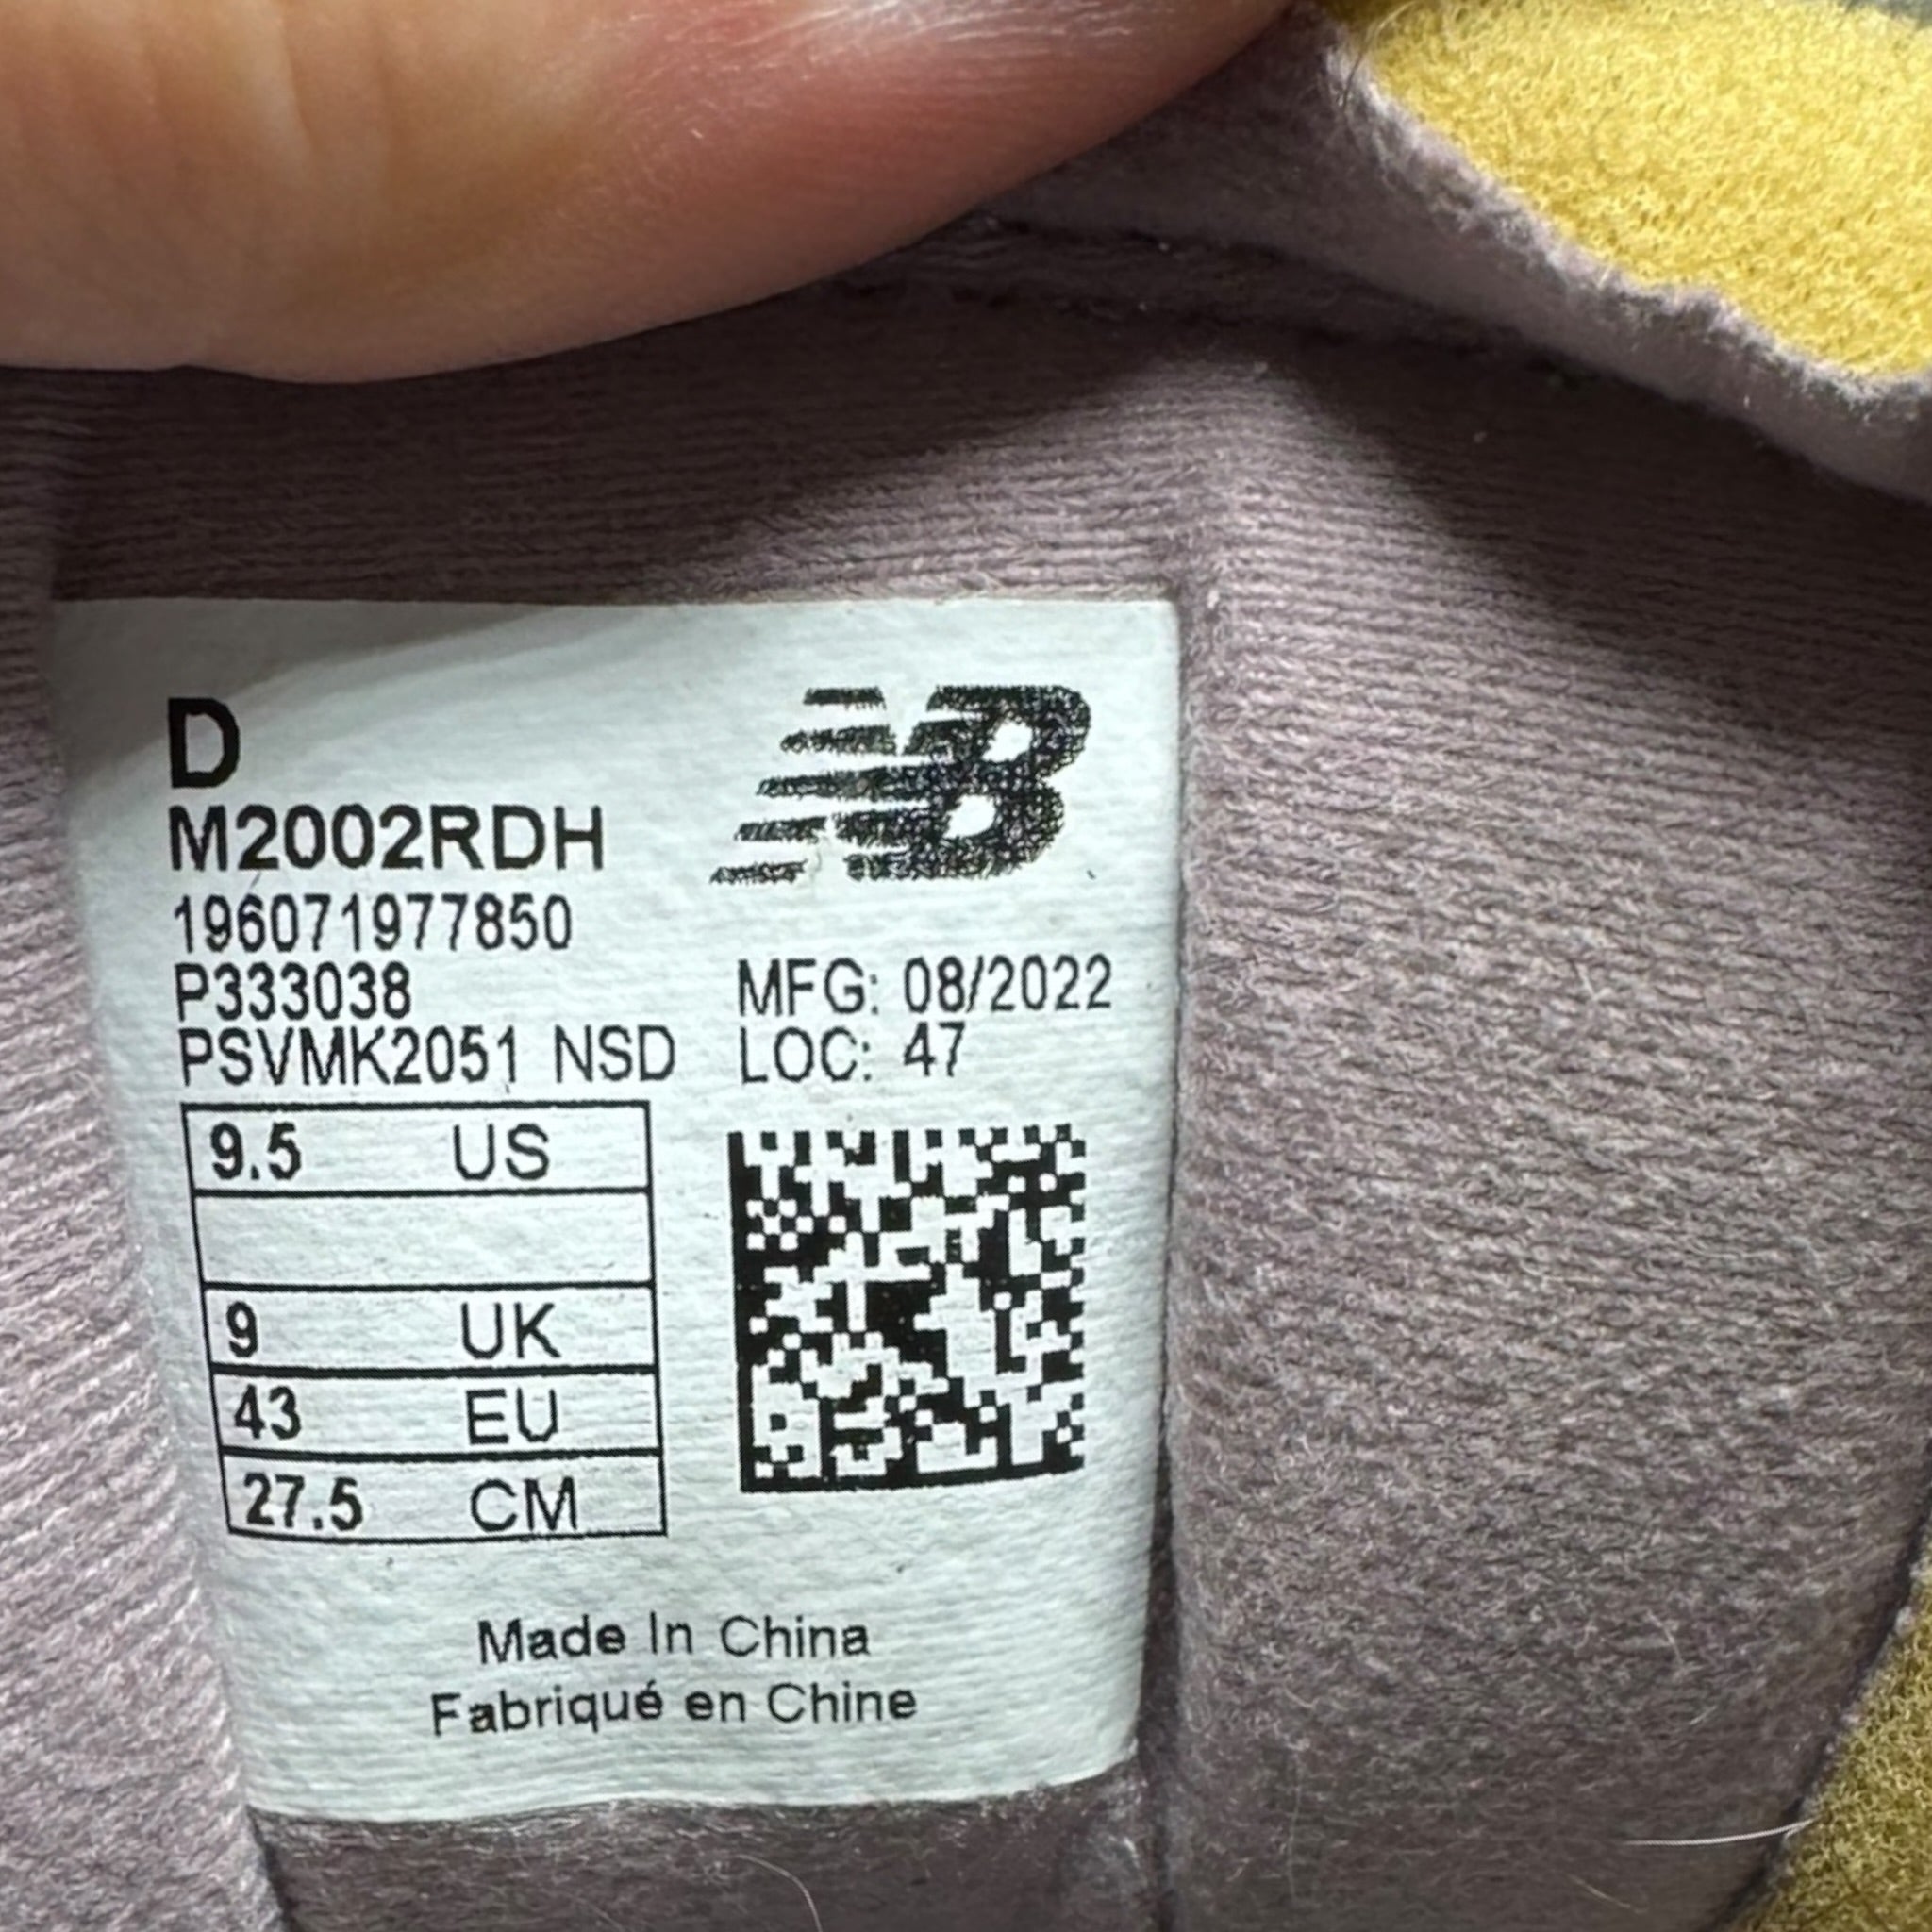 D
NB
M2002RDH
196071977850
P333038
PSVMK2051 NSD
MFG: 08/2022
LOC: 47
9.5 US
9 UK
43 EU
27.5 CM
Made In China
Fabriqué en Chine